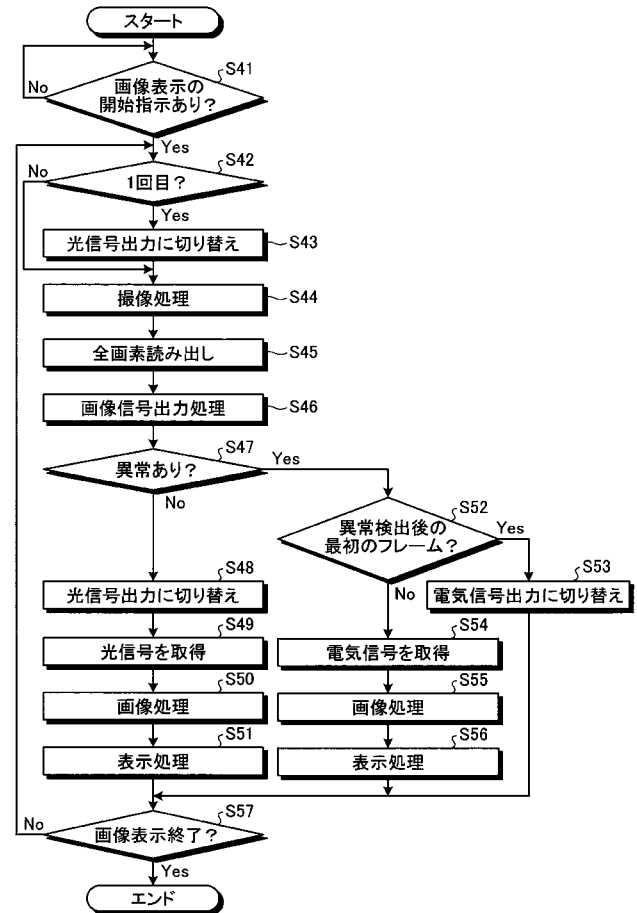 スタート
S41
画像表示の
開始指示あり?
No
Yes
S42
1回目?
No
Yes
光信号出力に切り替え
S43
撮像処理
S44
全画素読み出し
S45
画像信号出力処理
S46
S47
異常あり?
Yes
No
S52
異常検出後の
最初のフレーム?
Yes
No
S48
光信号出力に切り替え
S53
電気信号出力に切り替え
S49
光信号を取得
S54
電気信号を取得
S50
画像処理
S55
画像処理
S51
表示処理
S56
表示処理
S57
画像表示終了?
No
Yes
エンド